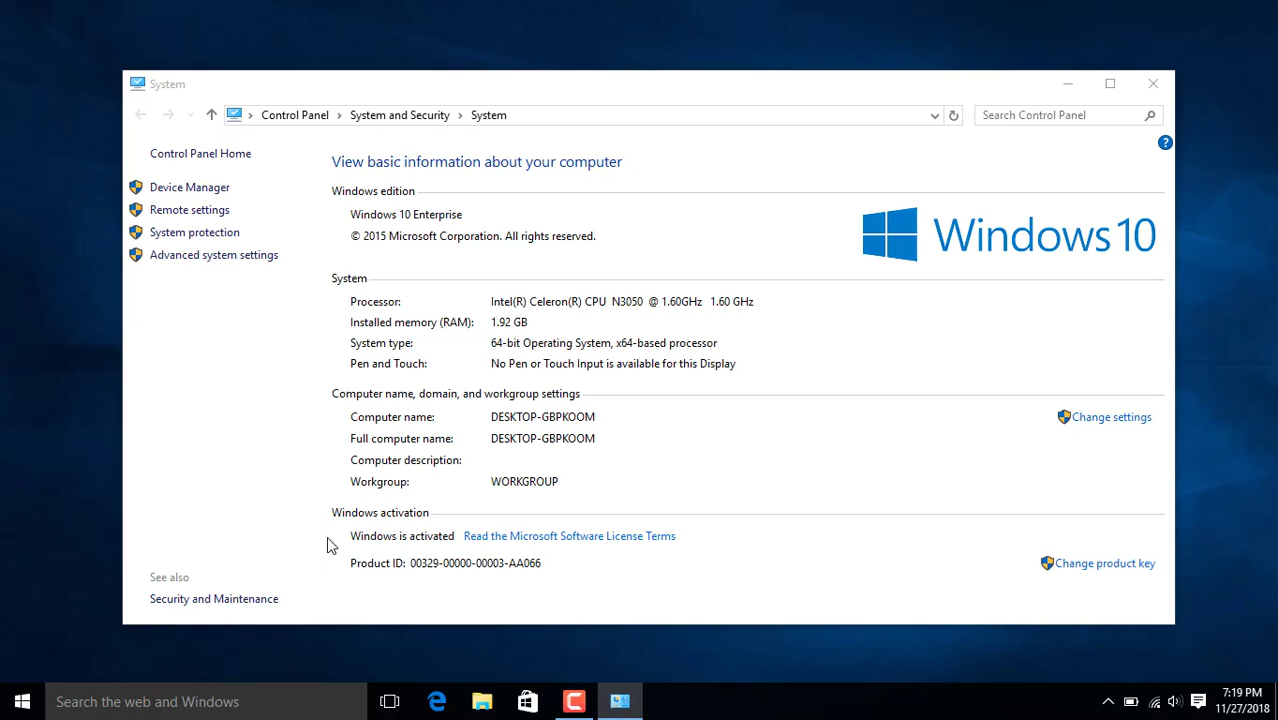 System
Control Panel > System and Security > System
Search Control Panel
?
Control Panel Home
Device Manager
Remote settings
System protection
Advanced system settings
View basic information about your computer
Windows edition
Windows 10 Enterprise
© 2015 Microsoft Corporation. All rights reserved.
Windows 10
System
Processor: Intel(R) Celeron(R) CPU N3050 @ 1.60GHz 1.60 GHz
Installed memory (RAM): 1.92 GB
System type: 64-bit Operating System, x64-based processor
Pen and Touch: No Pen or Touch Input is available for this Display
Computer name, domain, and workgroup settings
Computer name: DESKTOP-GBPKOOM
Change settings
Full computer name: DESKTOP-GBPKOOM
Computer description:
Workgroup: WORKGROUP
Windows activation
Windows is activated Read the Microsoft Software License Terms
Product ID: 00329-00000-00003-AA066
Change product key
See also
Security and Maintenance
Search the web and Windows
7:19 PM
11/27/2018